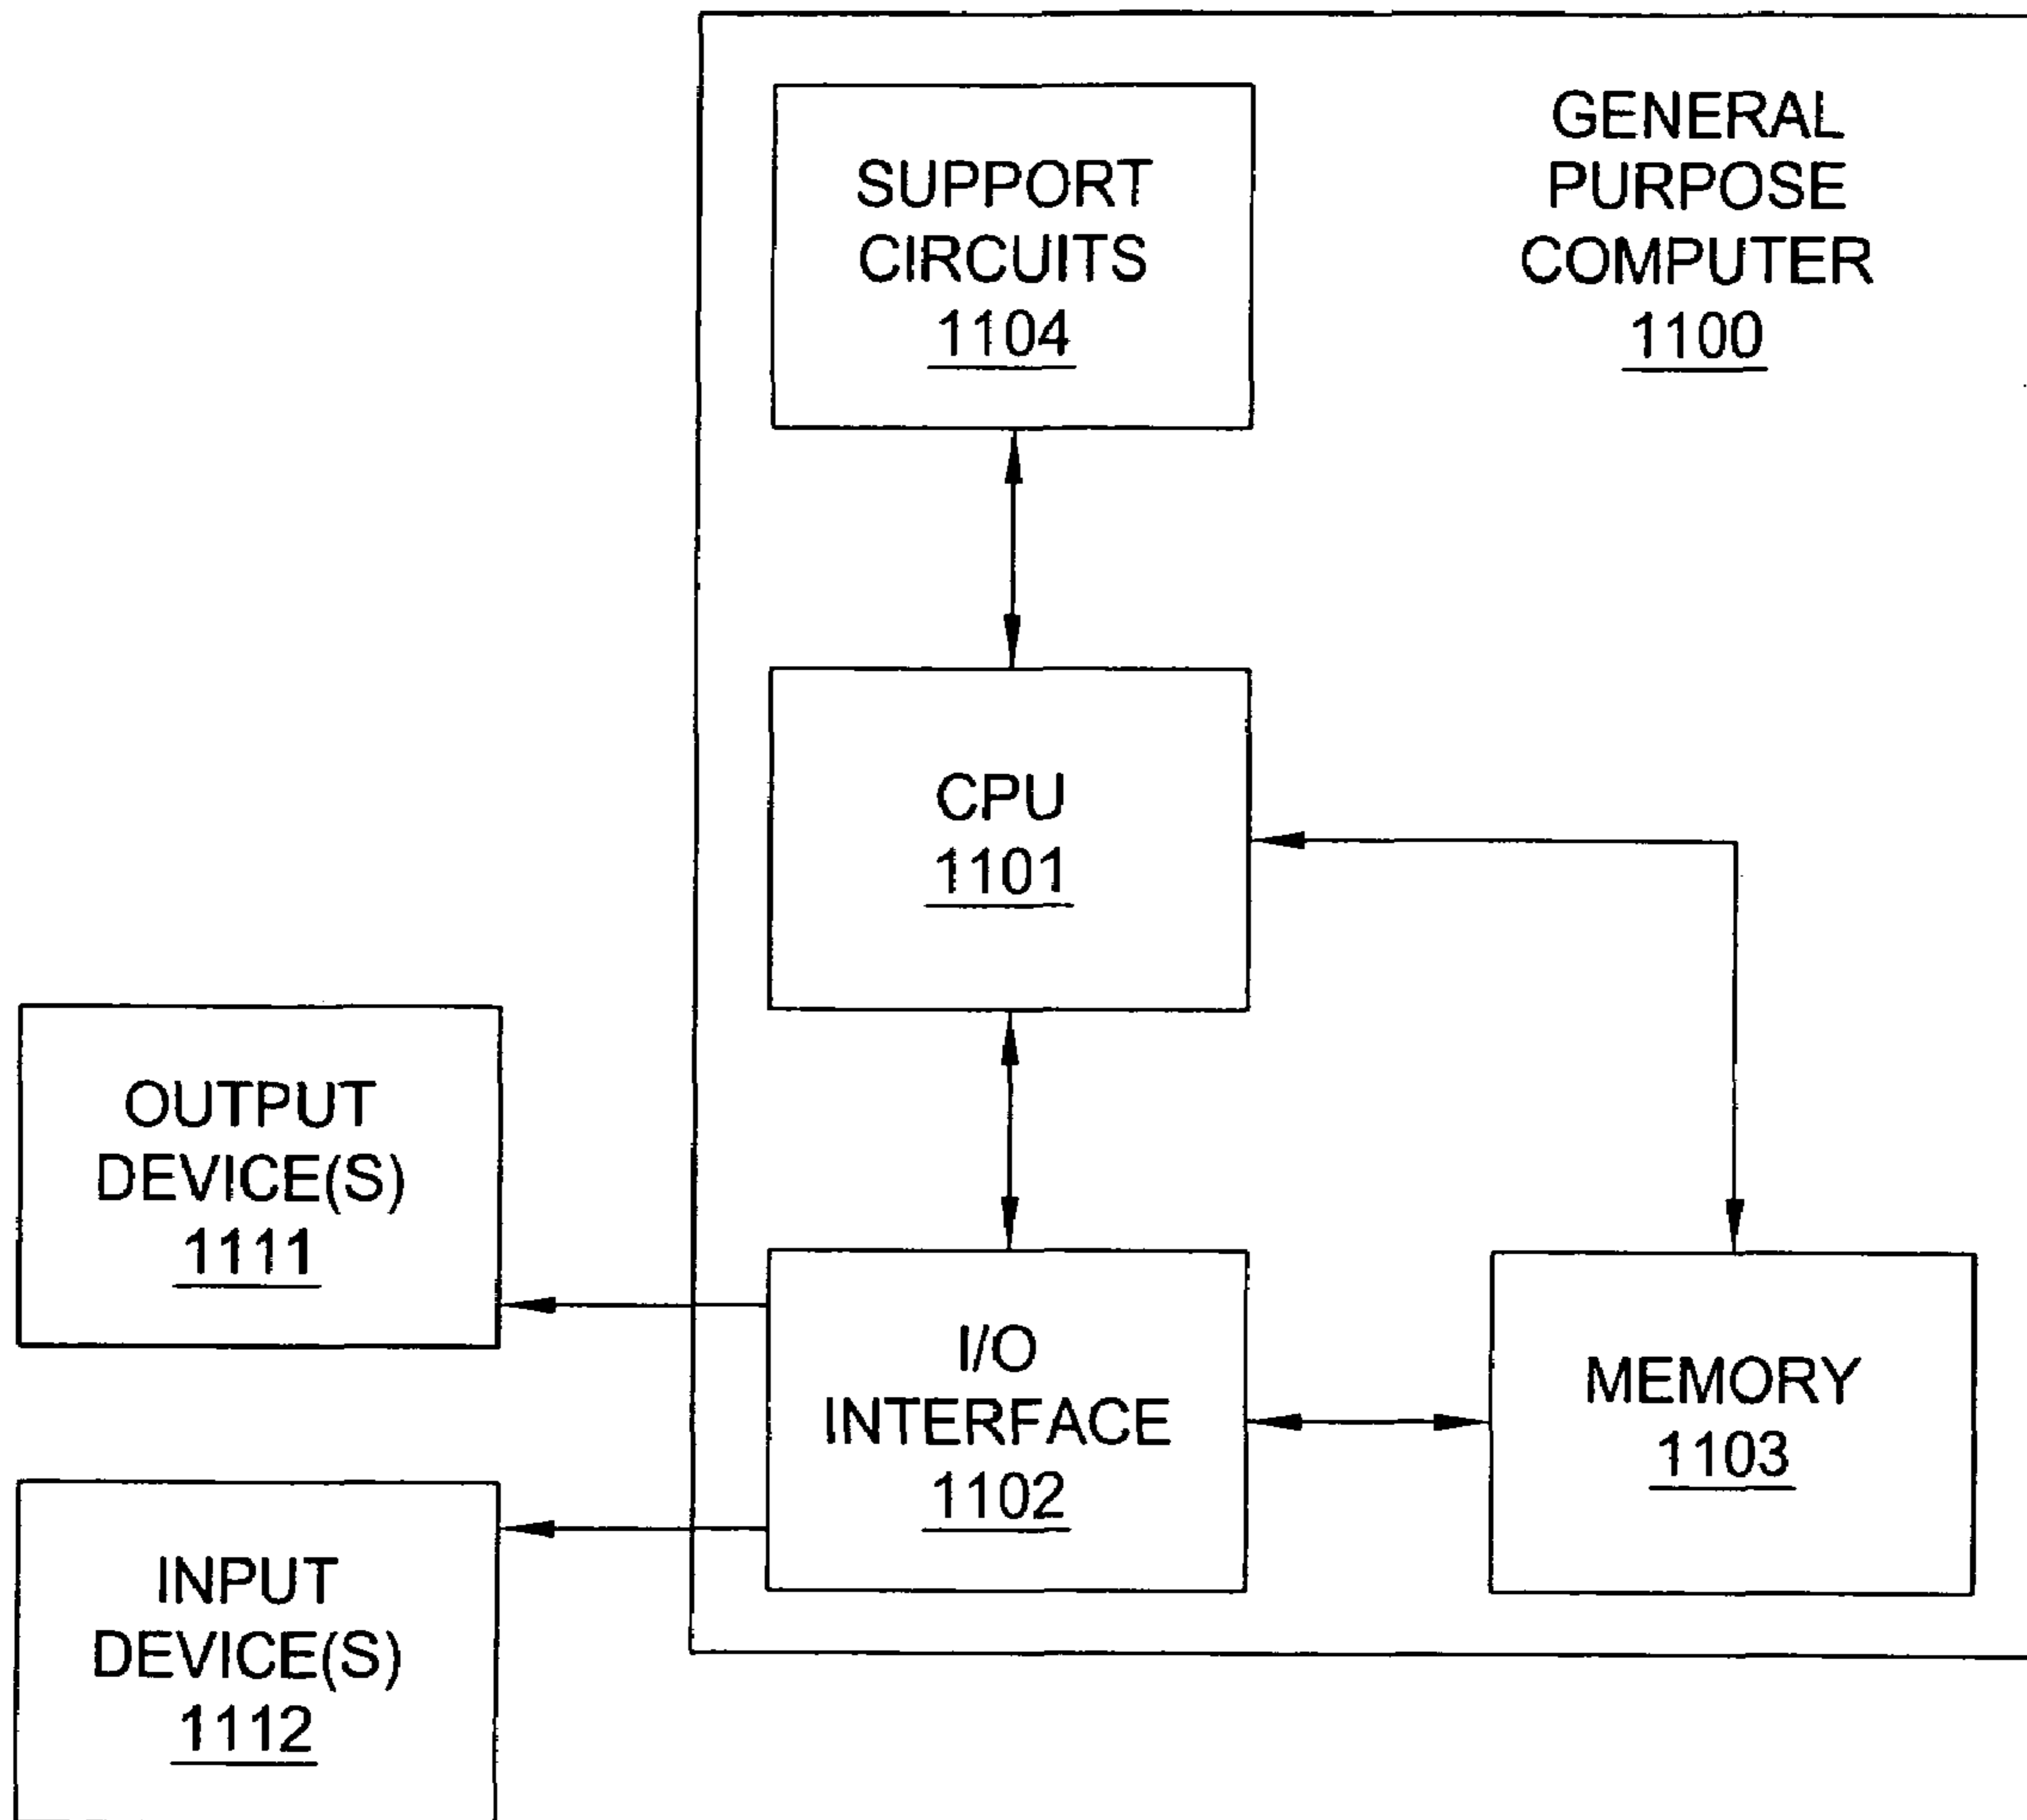 SUPPORT
CIRCUITS
1104
GENERAL
PURPOSE
COMPUTER
1100
CPU
1101
OUTPUT
DEVICE(S)
1111
I/O
INTERFACE
1102
MEMORY
1103
INPUT
DEVICE(S)
1112